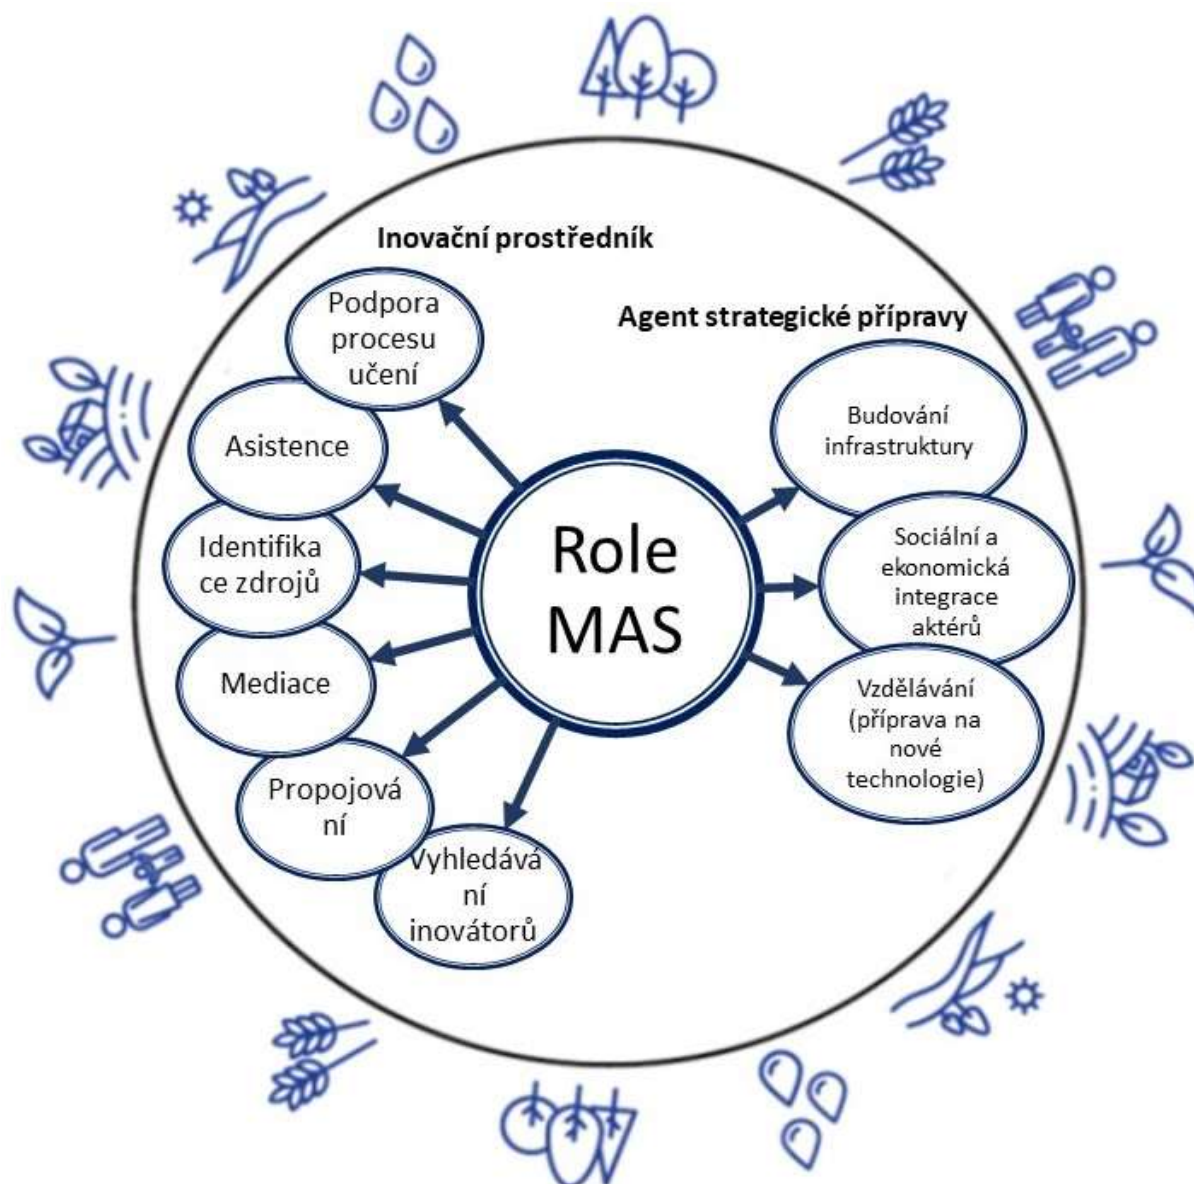 Inovační prostředník
Podpora
procesu
učení
Asistence
Identifika
ce zdrojů
Mediace
Propojová
ní
Vyhledává
ní
inovátorů
Role
MAS
Agent strategické přípravy
Budování
infrastruktury
Sociální a
ekonomická
integrace
aktérů
Vzdělávání
(příprava na
nové
technologie)